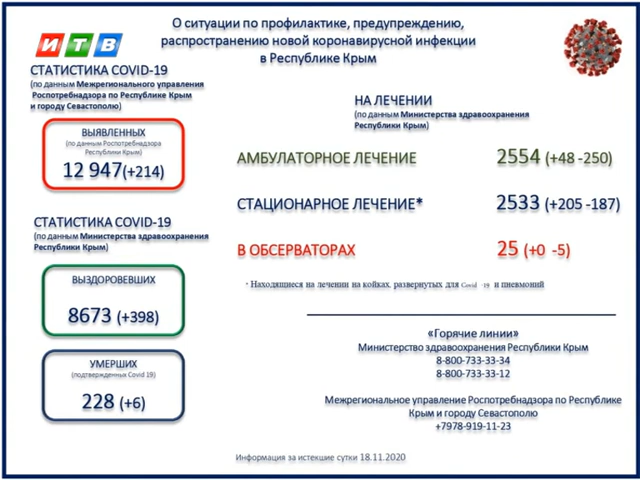 О ситуации по профилактике, предупреждению,
распространению новой коронавирусной инфекции
в Республике Крым
ИТВ
СТАТИСТИКА COVID-19
(по данным Межрегионального управления
Роспотребнадзора по Республике Крым
и городу Севастополю)
ВЫЯВЛЕННЫХ
(по данным Роспотребнадзора
Республики Крым)
12 947(+214)
СТАТИСТИКА COVID-19
(по данным Министерства здравоохранения
Республики Крым)
ВЫЗДОРОВЕВШИХ
8673 (+398)
УМЕРШИХ
(подтвержденных Covid 19)
228 (+6)
НА ЛЕЧЕНИИ
(по данным Министерства здравоохранения
Республики Крым)
АМБУЛАТОРНОЕ ЛЕЧЕНИЕ 2554 (+48 -250)
СТАЦИОНАРНОЕ ЛЕЧЕНИЕ* 2533 (+205 -187)
В ОБСЕРВАТОРАХ 25 (+0 -5)
* Находящиеся на лечении на койках, развернутых для Covid -19 и пневмоний
«Горячие линии»
Министерство здравоохранения Республики Крым
8-800-733-33-34
8-800-733-33-12
Межрегиональное управление Роспотребнадзора по Республике
Крым и городу Севастополю
+7978-919-11-23
Информация за истекшие сутки 18.11.2020